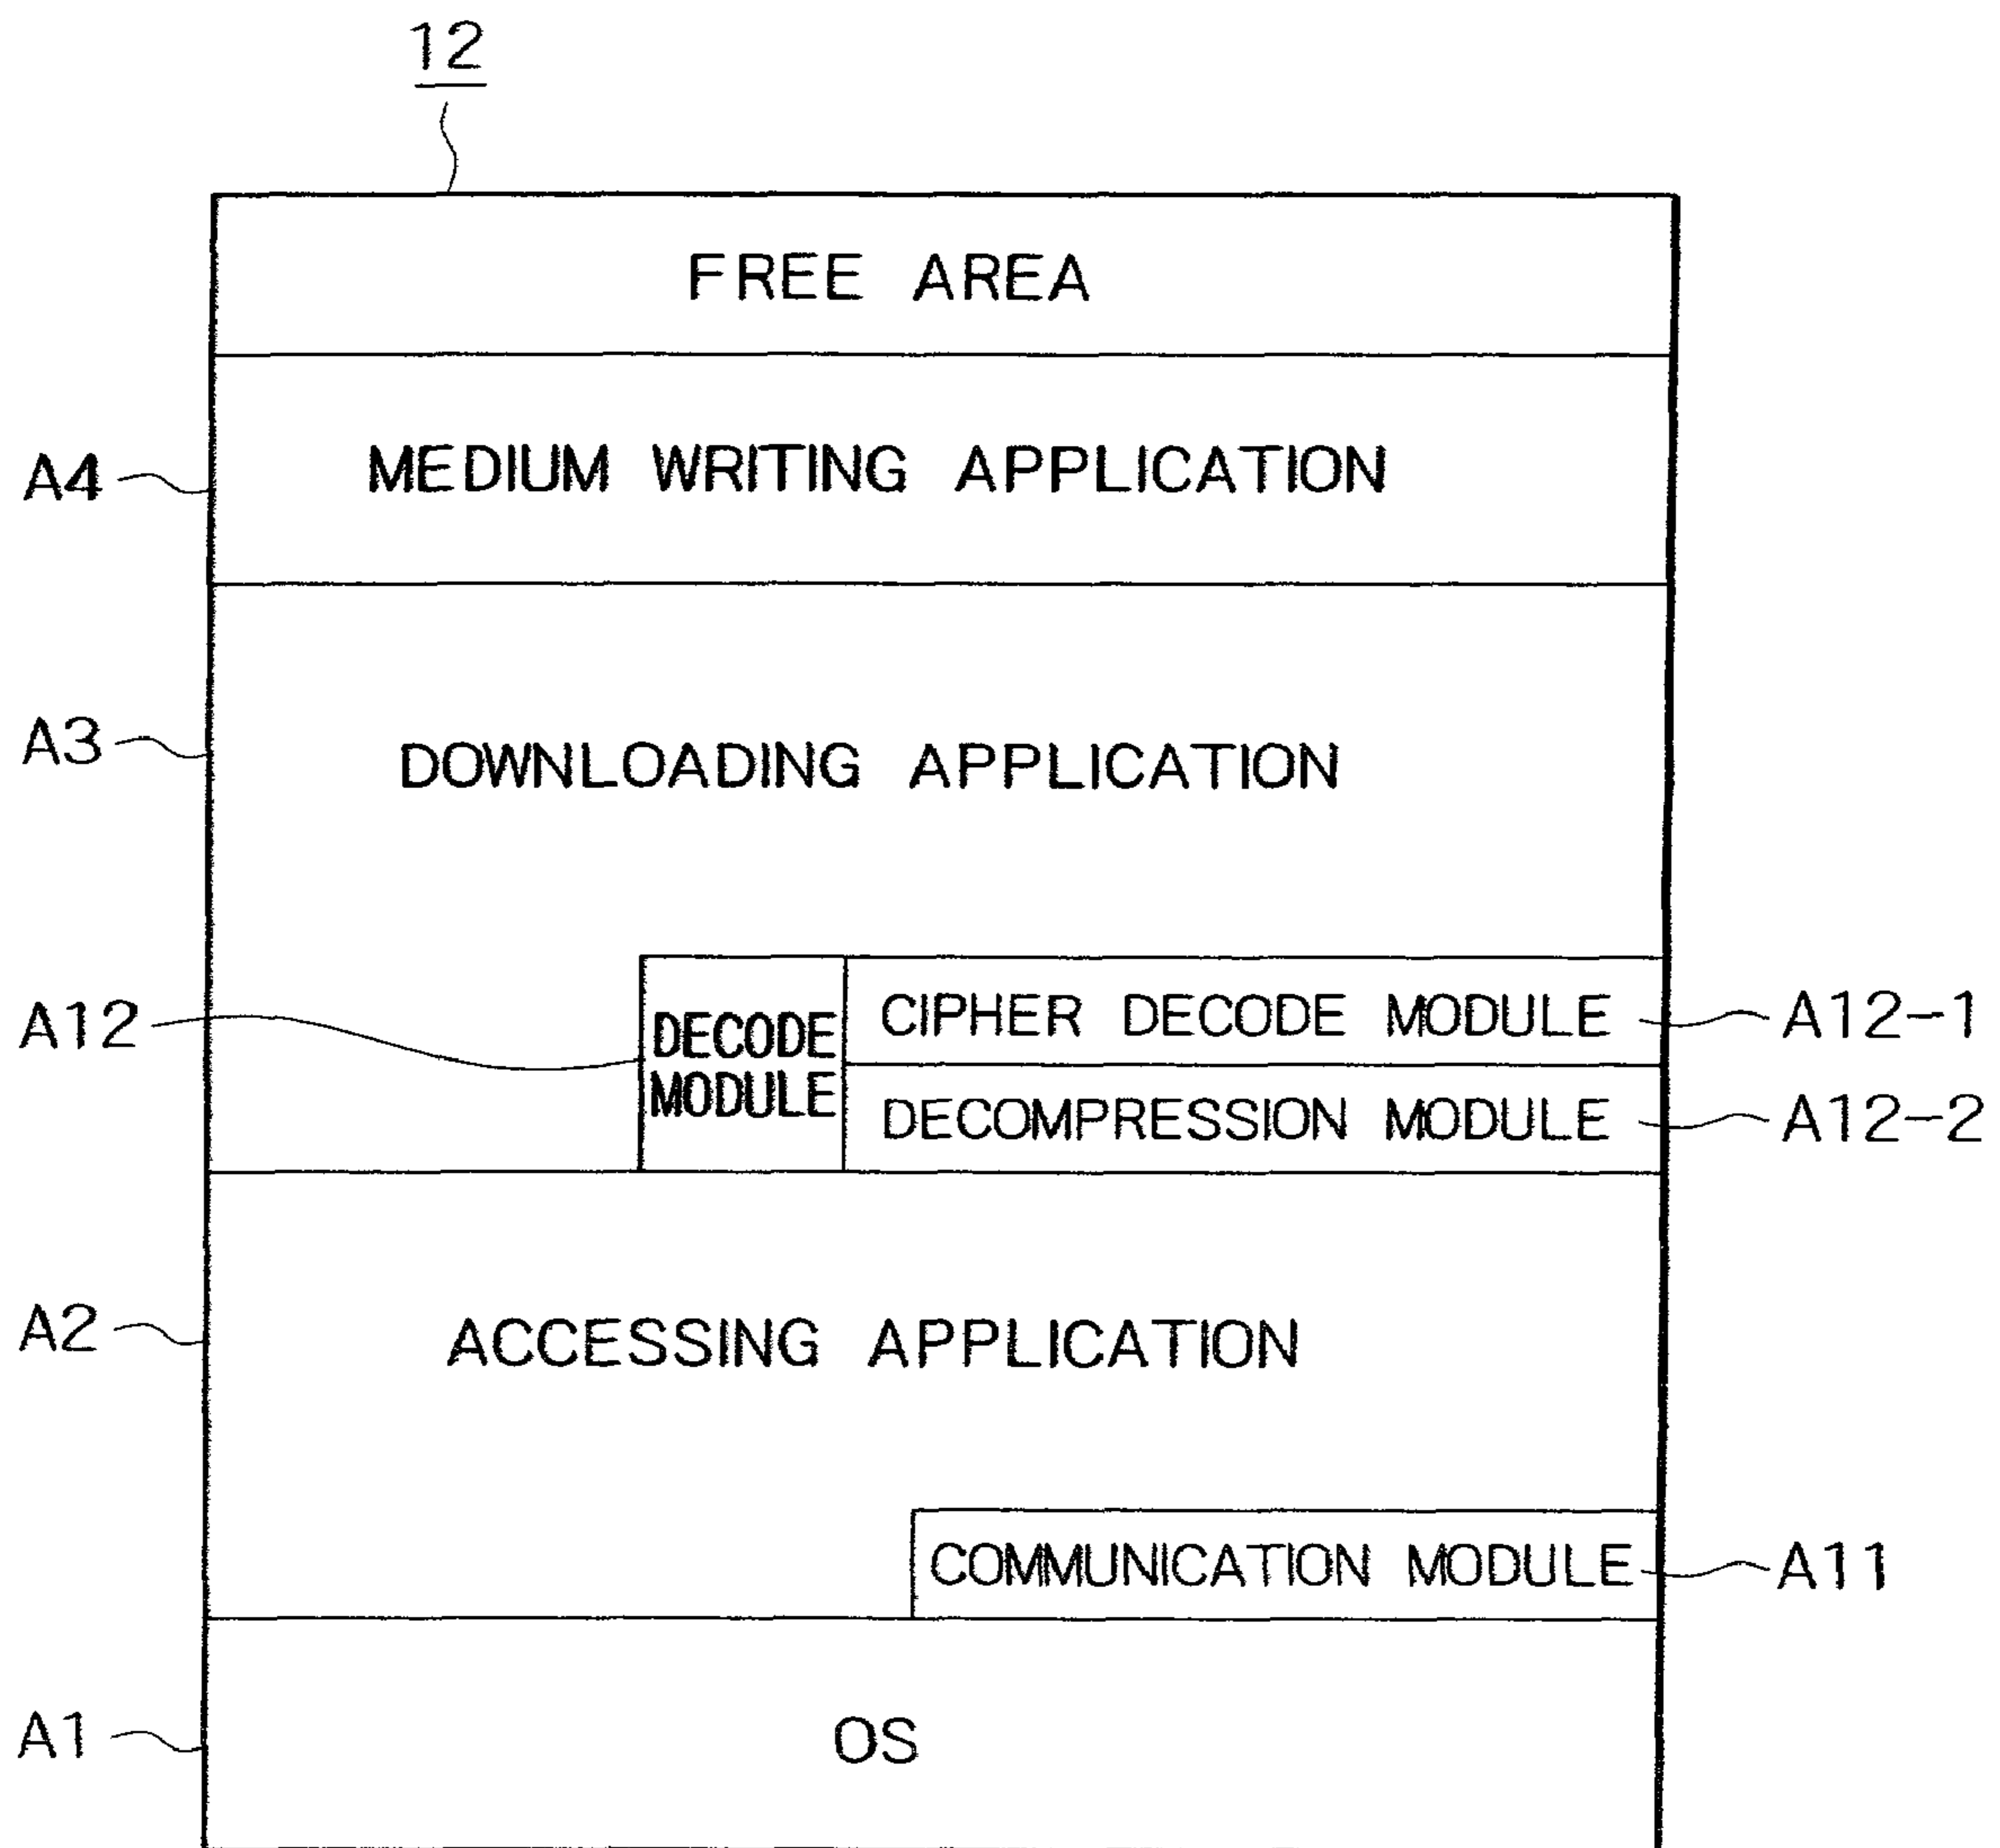 12
FREE AREA
A4 MEDIUM WRITING APPLICATION
A3 DOWNLOADING APPLICATION
A12 DECODE MODULE
CIPHER DECODE MODULE A12-1
DECOMPRESSION MODULE A12-2
A2 ACCESSING APPLICATION
COMMUNICATION MODULE A11
A1 OS